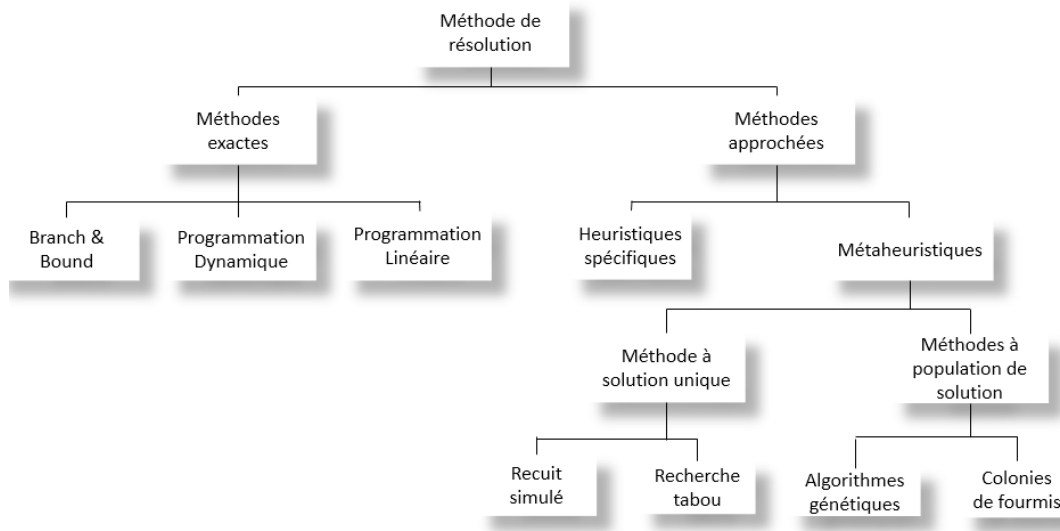 Méthode de
résolution
Méthodes
exactes
Méthodes
approchées
Branch &
Bound
Programmation
Dynamique
Programmation
Linéaire
Heuristiques
spécifiques
Métaheuristiques
Méthode à
solution unique
Méthodes à
population de
solution
Recuit
simulé
Recherche
tabou
Algorithmes
génétiques
Colonies
de fourmis